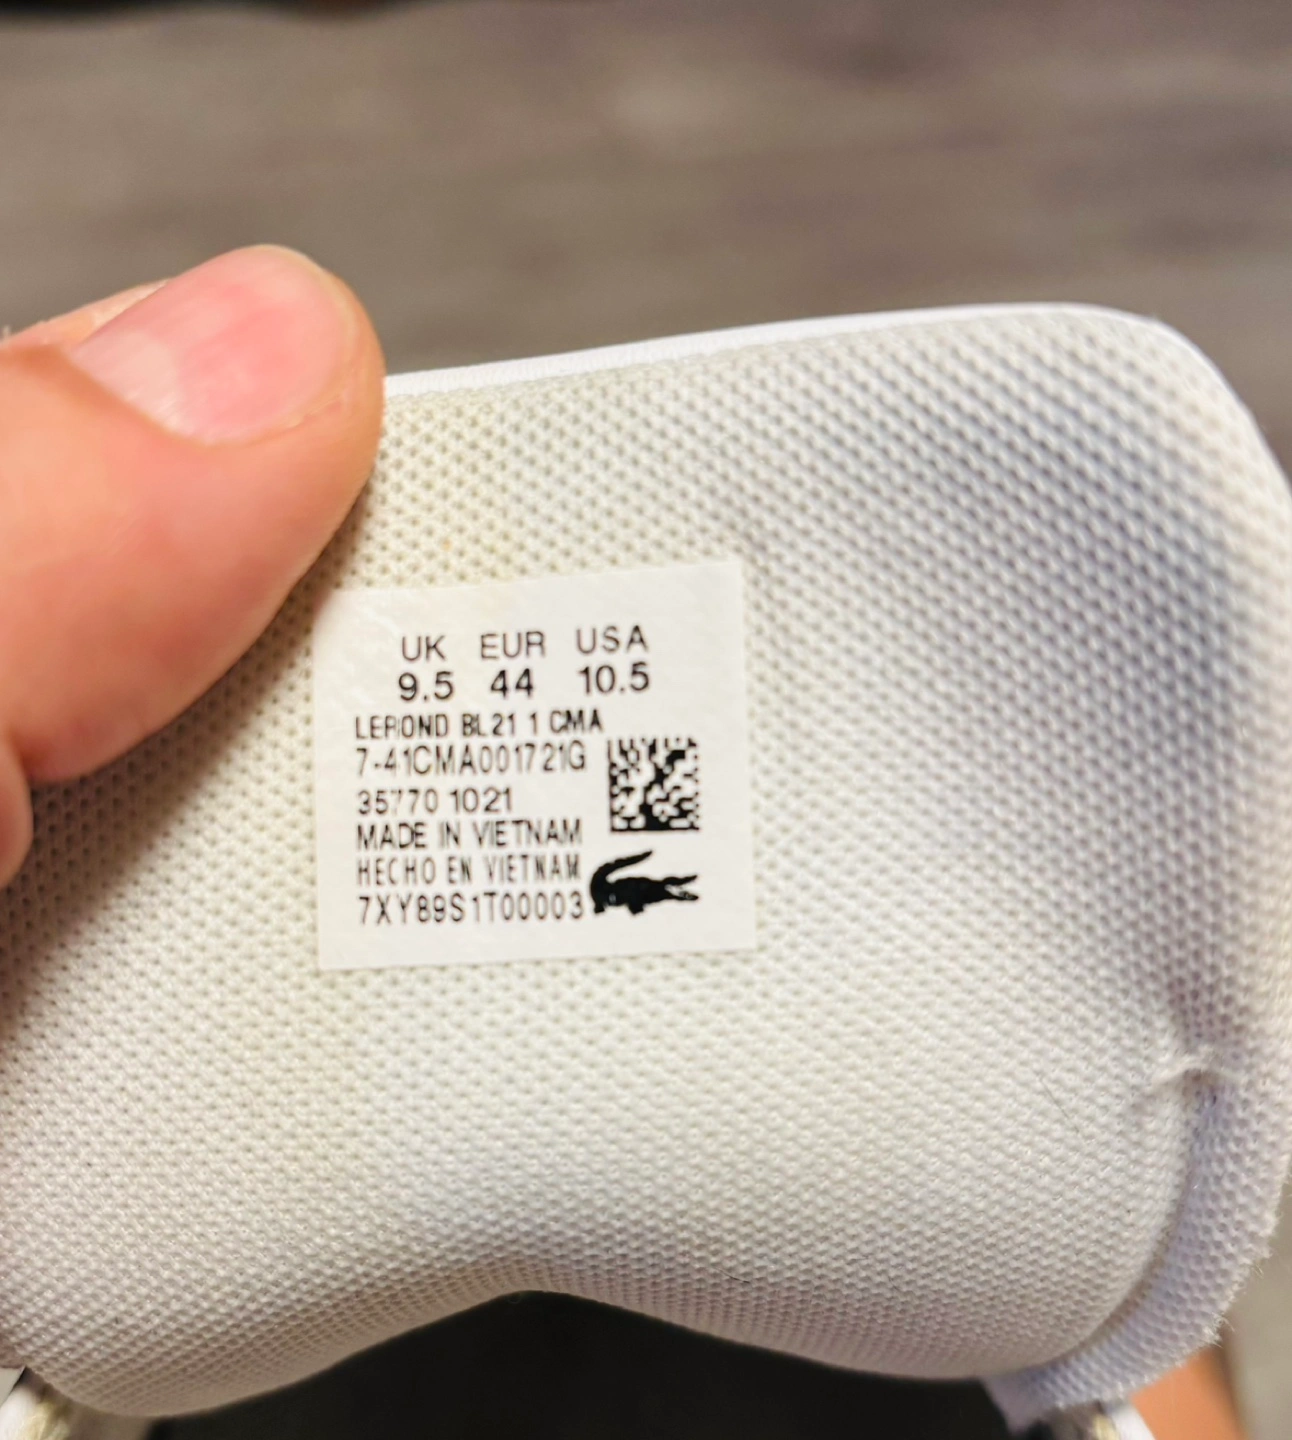 UK EUR USA
9.5 44 10.5
LEROND BL21 1 CMA
7-41CMA001721G
35770 1021
MADE IN VIETNAM
HECHO EN VIETNAM
7XY89S1T00003